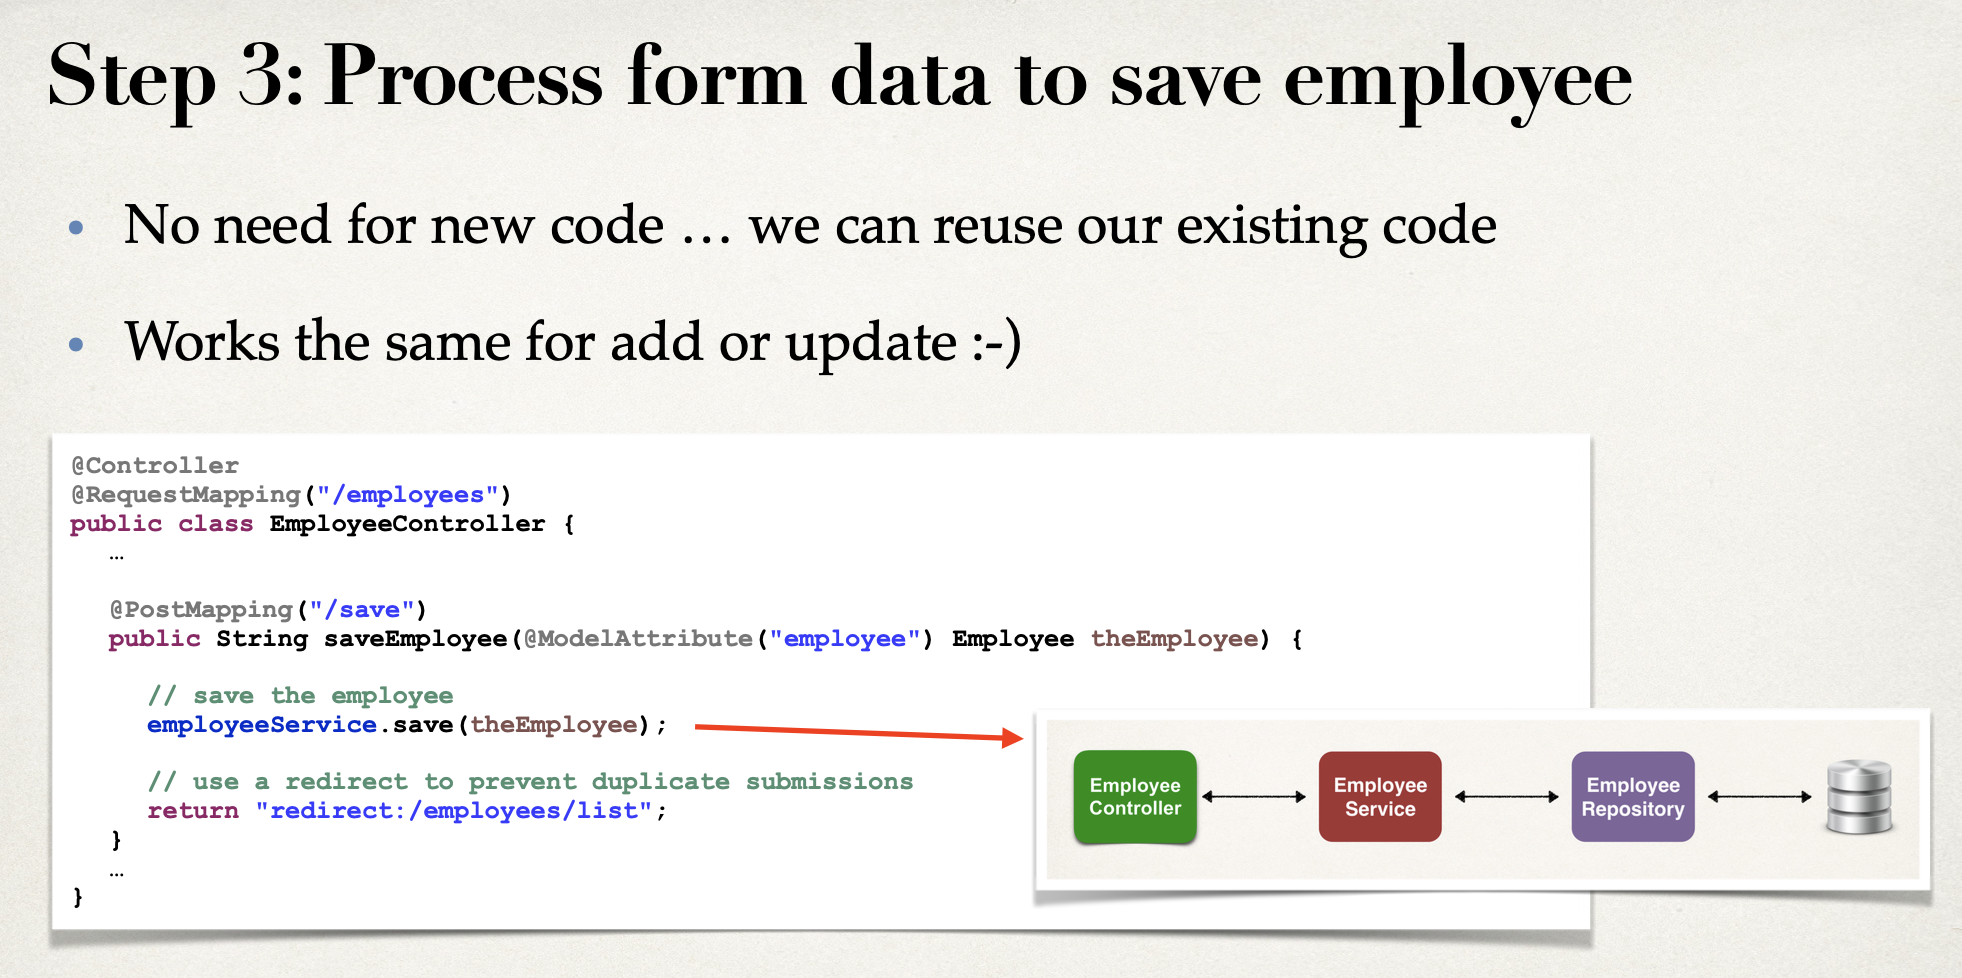 Step 3: Process form data to save employee
• No need for new code … we can reuse our existing code
• Works the same for add or update :-)
@Controller
@RequestMapping("/employees")
public class EmployeeController {
…
@PostMapping("/save")
public String saveEmployee(@ModelAttribute("employee") Employee theEmployee) {
// save the employee
employeeService.save(theEmployee);
// use a redirect to prevent duplicate submissions
return "redirect:/employees/list";
}
…
}
Employee
Controller
Employee
Service
Employee
Repository